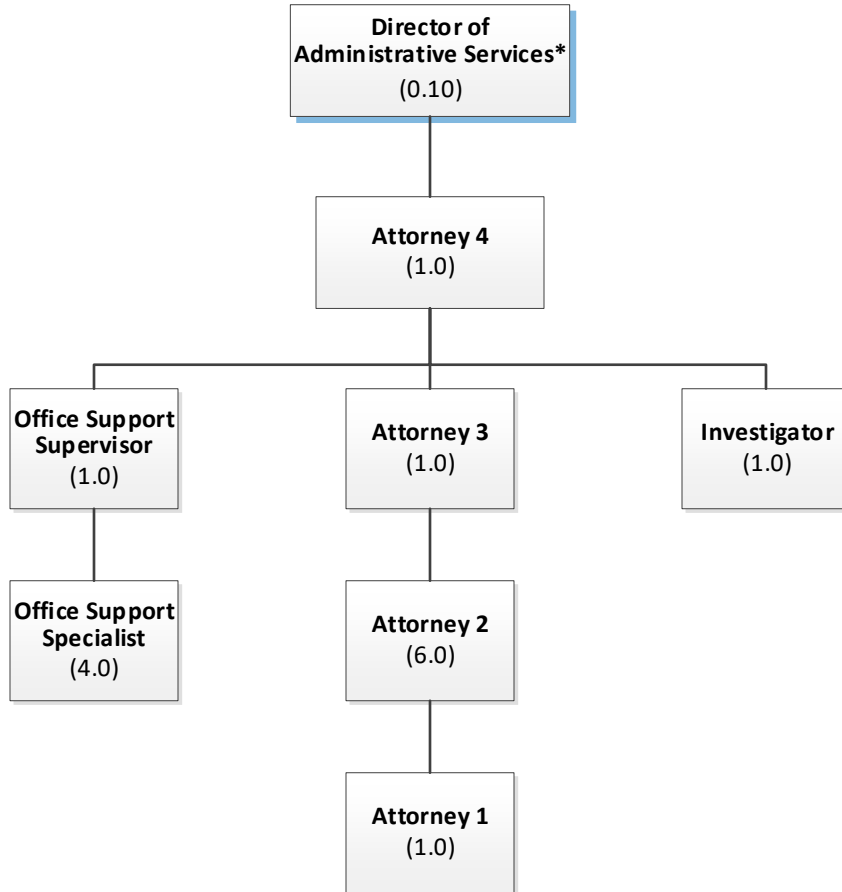 Director of
Administrative Services*
(0.10)
Attorney 4
(1.0)
Office Support
Supervisor
(1.0)
Attorney 3
(1.0)
Investigator
(1.0)
Office Support
Specialist
(4.0)
Attorney 2
(6.0)
Attorney 1
(1.0)